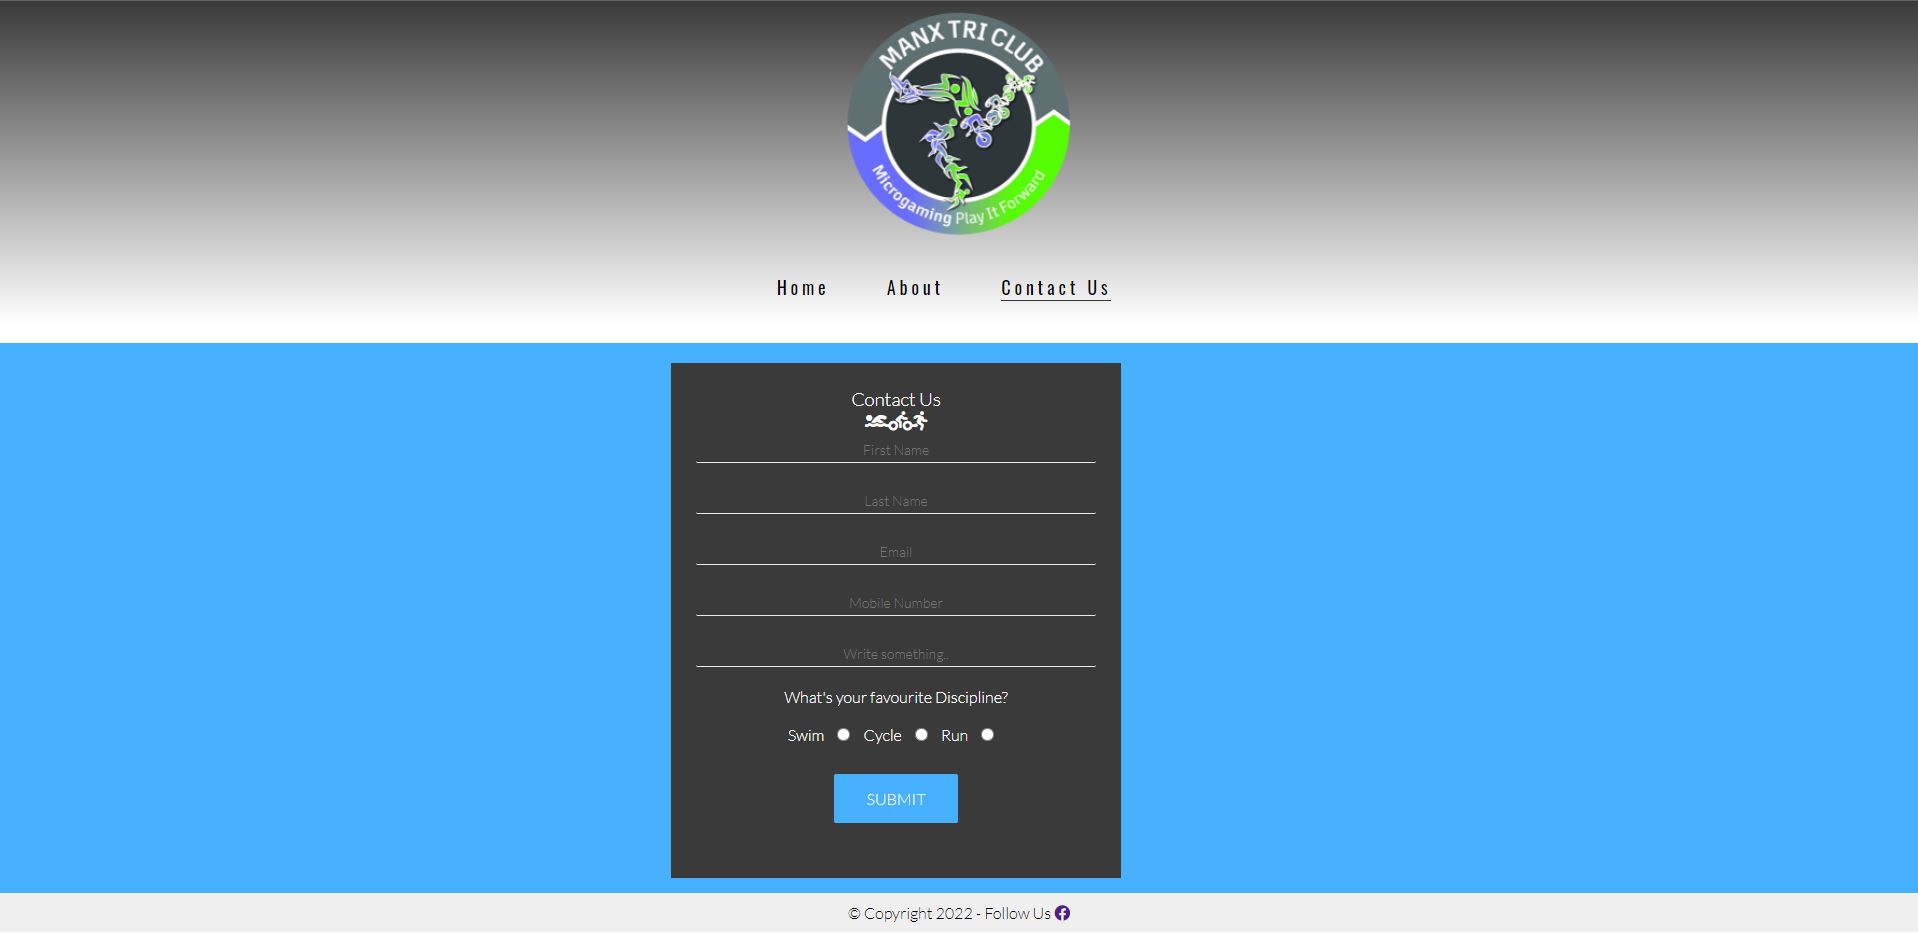 MANX TRI CLUB
Microgaming Play It Forward
Home About Contact Us
Contact Us
First Name
Last Name
Email
Mobile Number
Write something..
What's your favourite Discipline?
Swim Cycle Run
SUBMIT
© Copyright 2022 - Follow Us